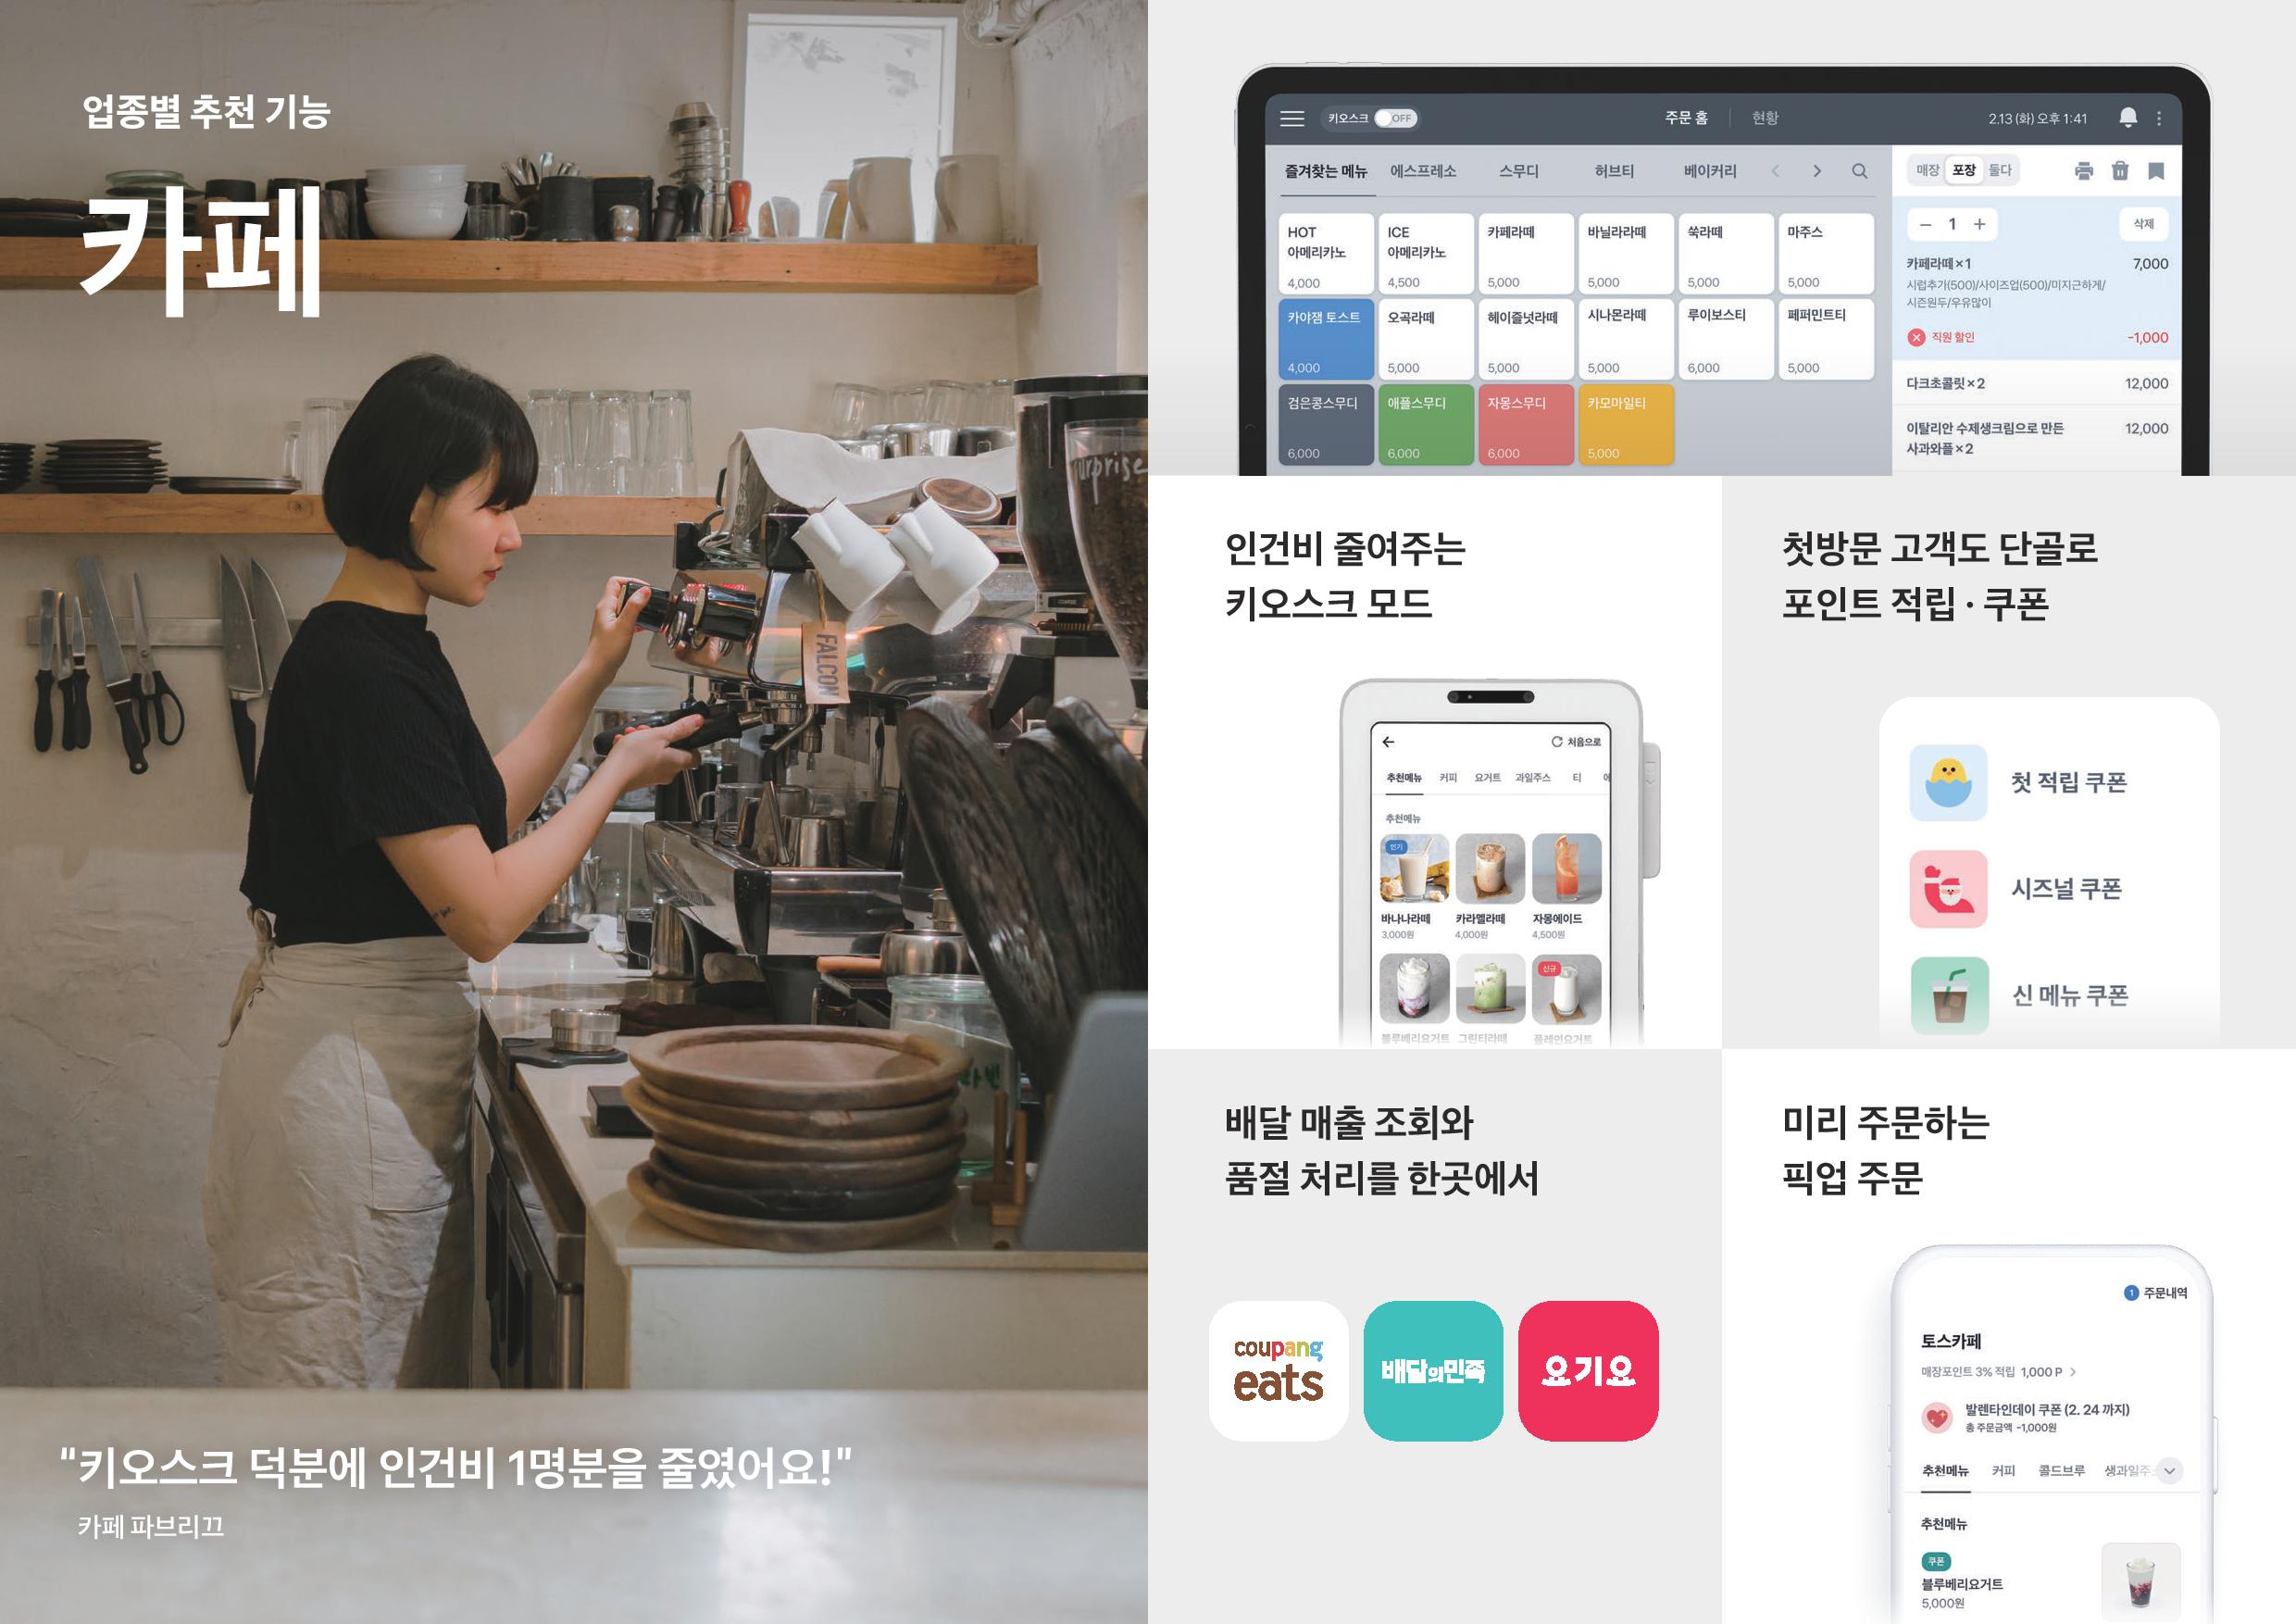 업종별 추천 기능
카페
"키오스크 덕분에 인건비 1명분을 줄였어요!"
카페 파브리끄
FALCON
surprise
키오스크 OFF
주문 홈 현황
2.13 (화) 오후 1:41
즐겨찾는 메뉴 에스프레소 스무디 허브티 베이커리
HOT 아메리카노 4,000
ICE 아메리카노 4,500
카페라떼 5,000
바닐라라떼 5,000
쑥라떼 5,000
마주스 5,000
카야잼 토스트 4,000
오곡라떼 5,000
헤이즐넛라떼 5,000
시나몬라떼 5,000
루이보스티 6,000
페퍼민트티 5,000
검은콩스무디 6,000
애플스무디 6,000
자몽스무디 6,000
카모마일티 5,000
매장 포장 둘다
− 1 + 삭제
카페라떼×1 7,000
시럽추가(500)/사이즈업(500)/미지근하게/
시즌원두/우유많이
직원 할인 -1,000
다크초콜릿×2 12,000
이탈리안 수제생크림으로 만든 12,000
사과와플×2
인건비 줄여주는
키오스크 모드
처음으로
추천메뉴 커피 요거트 과일주스 티
추천메뉴
인기
바나나라떼 카라멜라떼 자몽에이드
3,000원 4,000원 4,500원
신규
블루베리요거트 그린티라떼 플레인요거트
첫방문 고객도 단골로
포인트 적립 · 쿠폰
첫 적립 쿠폰
시즈널 쿠폰
신 메뉴 쿠폰
배달 매출 조회와
품절 처리를 한곳에서
coupang
eats
배달의민족
요기요
미리 주문하는
픽업 주문
1 주문내역
토스카페
매장포인트 3% 적립 1,000 P >
발렌타인데이 쿠폰 (2. 24 까지)
총 주문금액 -1,000원
추천메뉴 커피 콜드브루 생과일주스
추천메뉴
쿠폰
블루베리요거트
5,000원